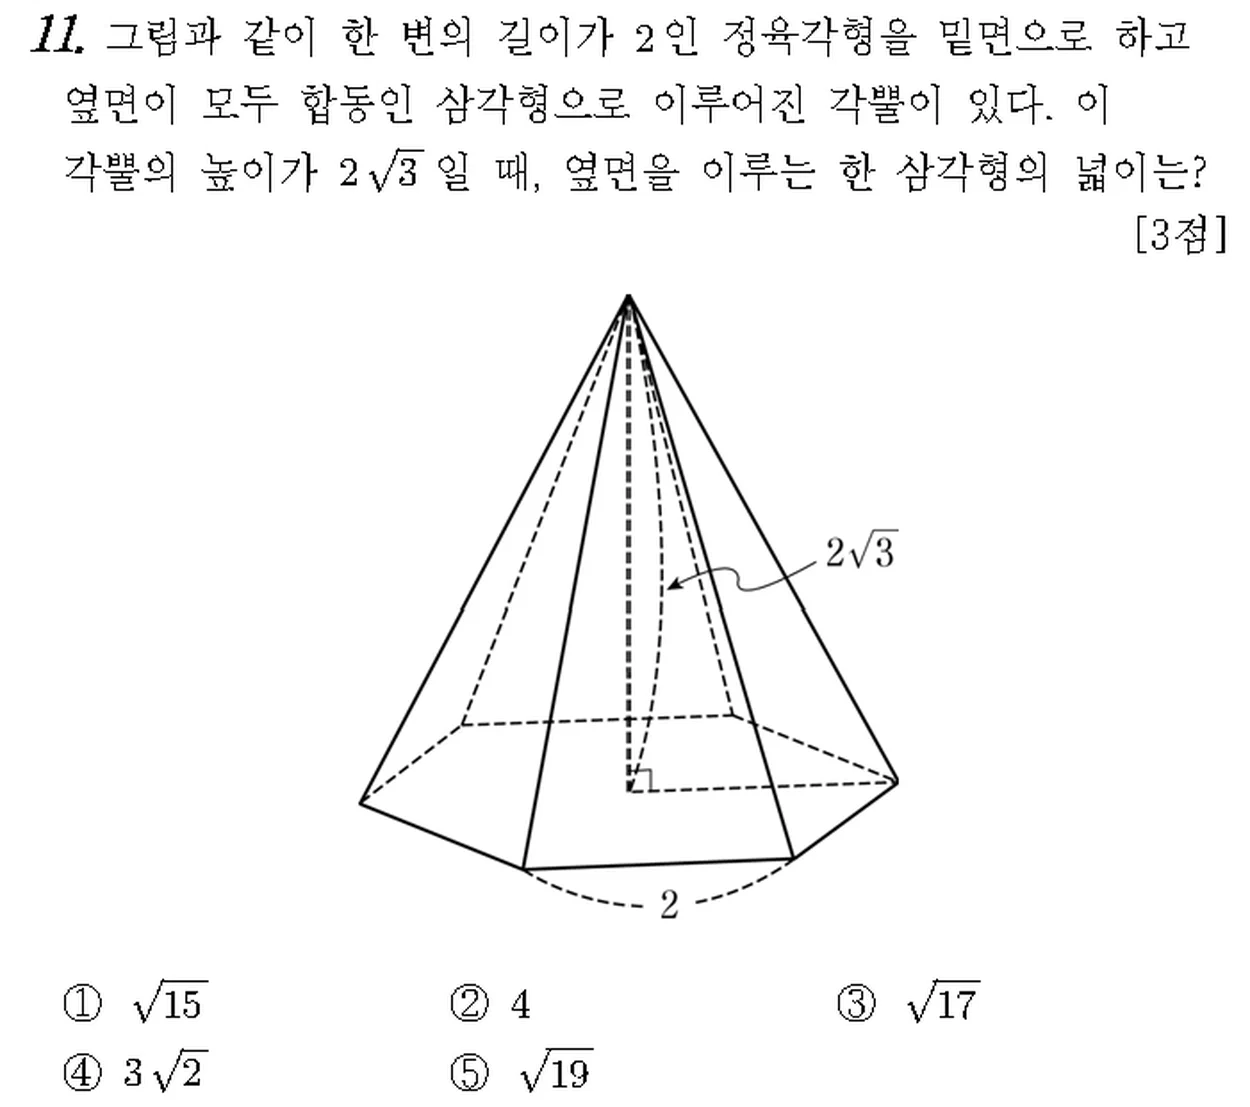 11. 그림과 같이 한 변의 길이가 2인 정육각형을 밑면으로 하고
옆면이 모두 합동인 삼각형으로 이루어진 각뿔이 있다. 이
각뿔의 높이가 2√3 일 때, 옆면을 이루는 한 삼각형의 넓이는?
[3점]
2√3
2
① √15 ② 4 ③ √17
④ 3√2 ⑤ √19